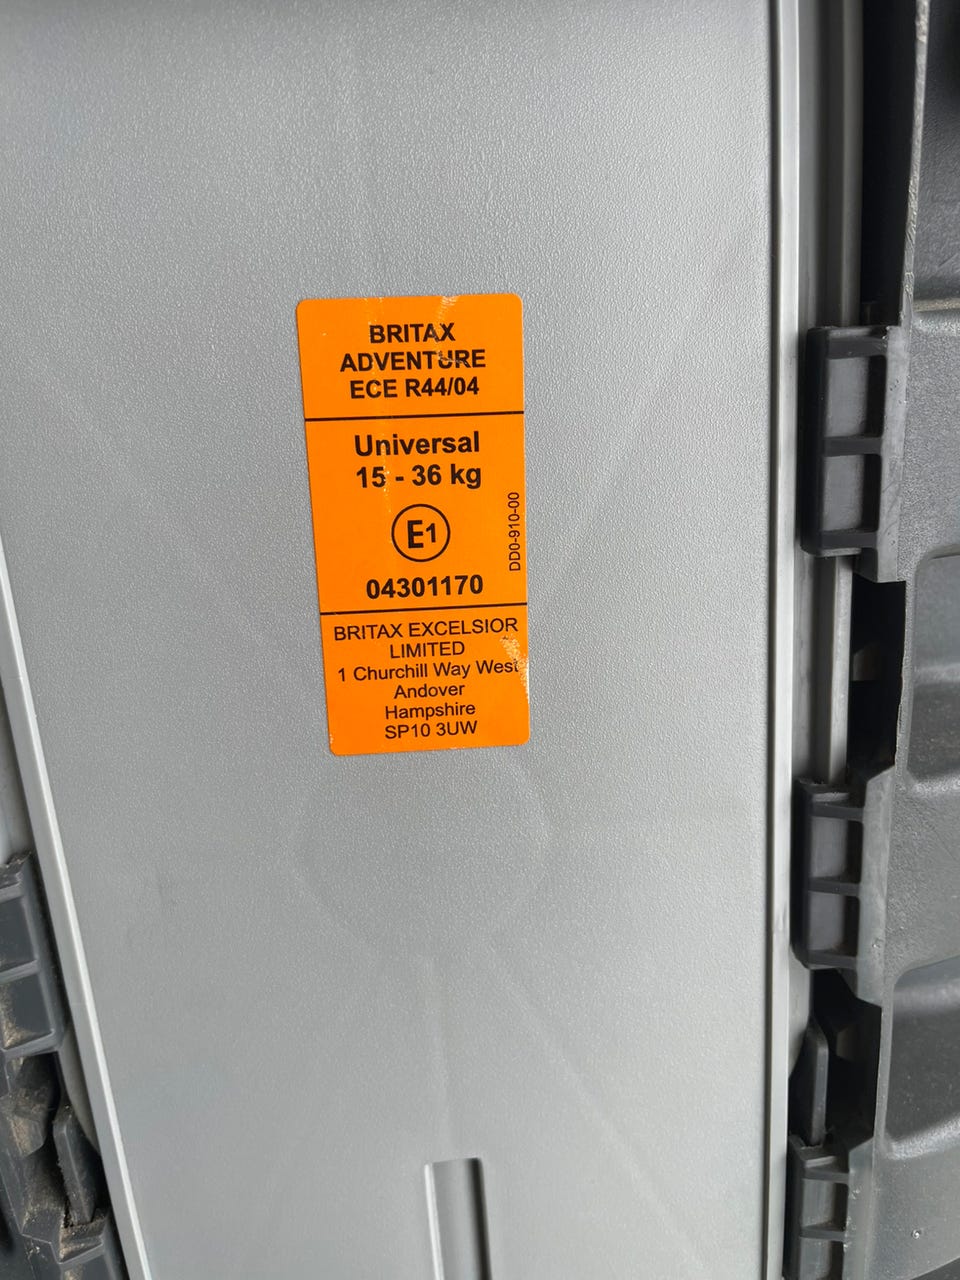 BRITAX
ADVENTURE
ECE R44/04
Universal
15 - 36 kg
E1
04301170
DD0-910-00
BRITAX EXCELSIOR
LIMITED
1 Churchill Way West
Andover
Hampshire
SP10 3UW